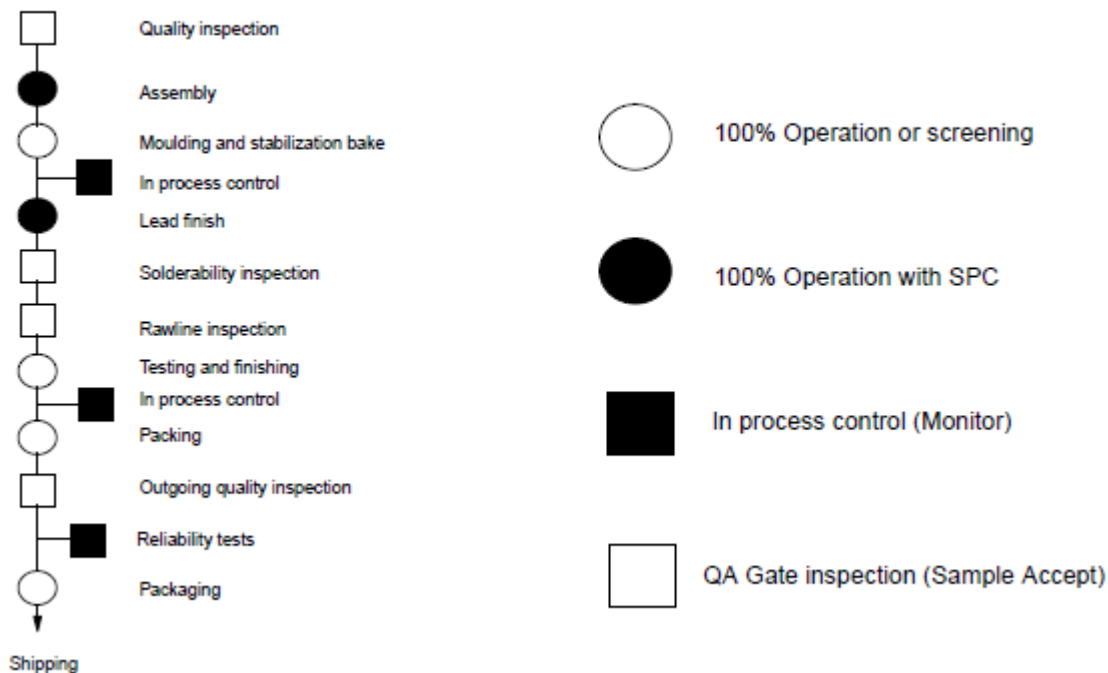 Quality inspection
Assembly
Moulding and stabilization bake
In process control
Lead finish
Solderability inspection
Rawline inspection
Testing and finishing
In process control
Packing
Outgoing quality inspection
Reliability tests
Packaging
Shipping
100% Operation or screening
100% Operation with SPC
In process control (Monitor)
QA Gate inspection (Sample Accept)